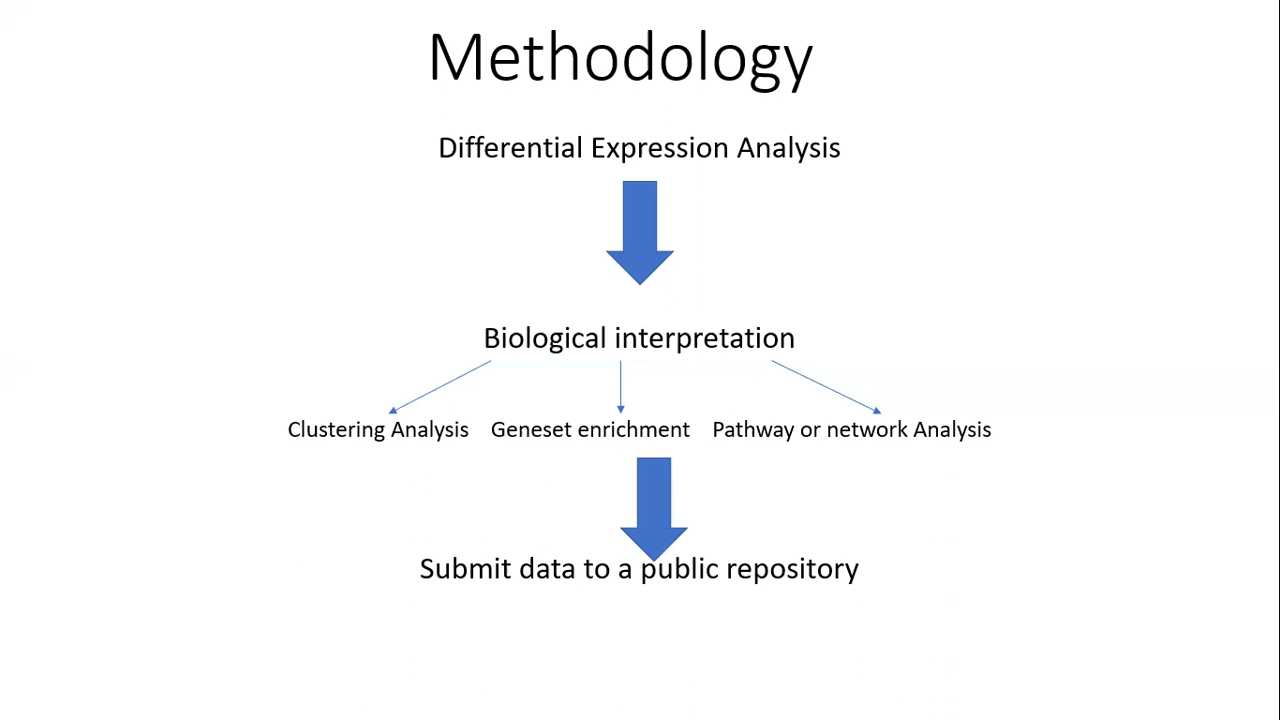 Methodology
Differential Expression Analysis
Biological interpretation
Clustering Analysis Geneset enrichment Pathway or network Analysis
Submit data to a public repository